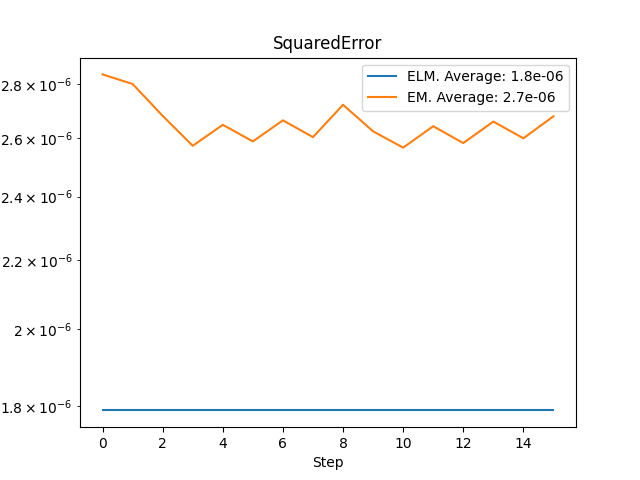 SquaredError
ELM. Average: 1.8e-06
EM. Average: 2.7e-06
2.8 × 10⁻⁶
2.6 × 10⁻⁶
2.4 × 10⁻⁶
2.2 × 10⁻⁶
2 × 10⁻⁶
1.8 × 10⁻⁶
0 2 4 6 8 10 12 14
Step